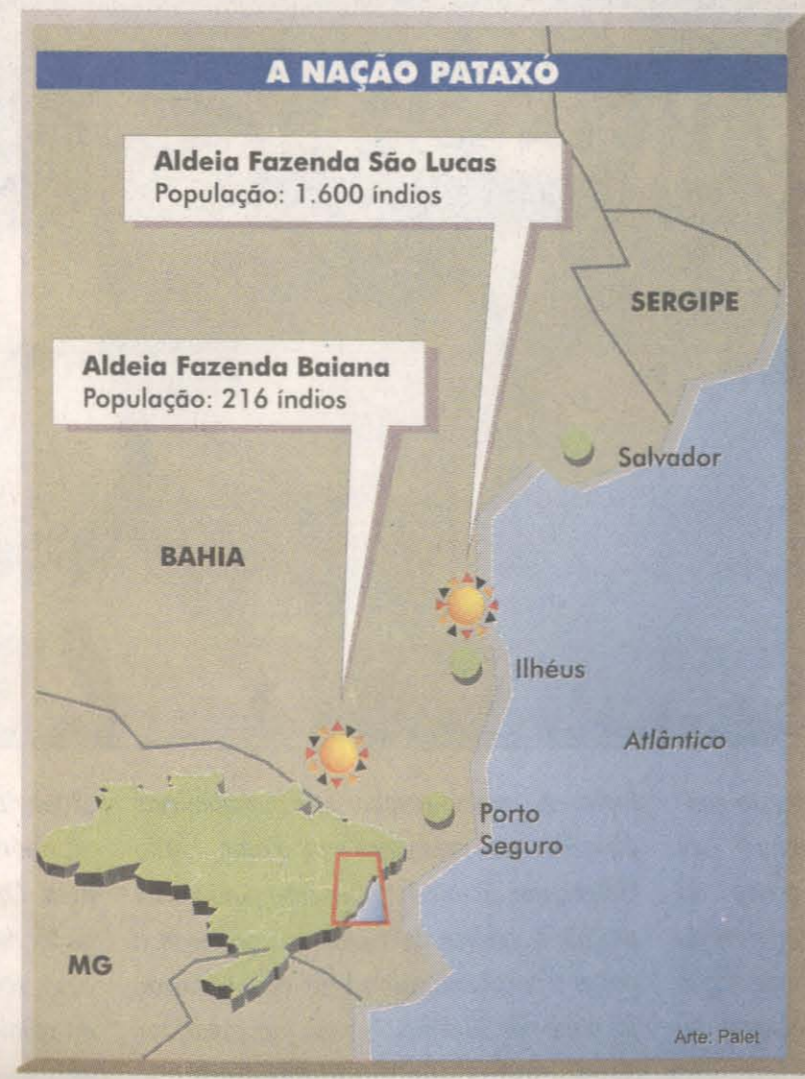 A NAÇÃO PATAXÓ
Aldeia Fazenda São Lucas
População: 1.600 índios
SERGIPE
Aldeia Fazenda Baiana
População: 216 índios
Salvador
BAHIA
Ilhéus
Atlântico
Porto
Seguro
MG
Arte: Palet